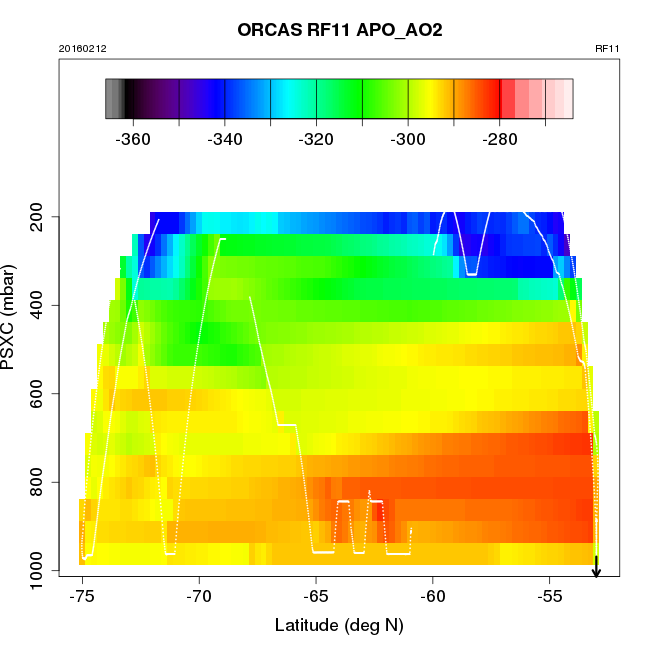 ORCAS RF11 APO_AO2
20160212 RF11
-360 -340 -320 -300 -280
PSXC (mbar)
200
400
600
800
1000
-75 -70 -65 -60 -55
Latitude (deg N)